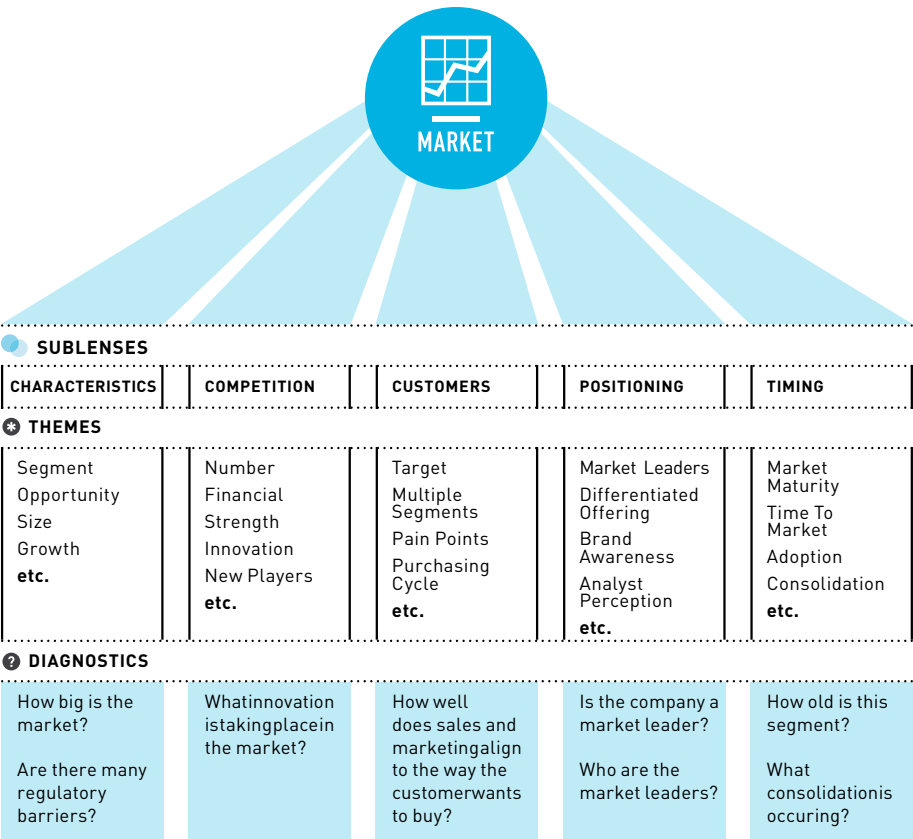 MARKET
SUBLENSES
CHARACTERISTICS
COMPETITION
CUSTOMERS
POSITIONING
TIMING
THEMES
Segment
Opportunity
Size
Growth
etc.
Number
Financial
Strength
Innovation
New Players
etc.
Target
Multiple
Segments
Pain Points
Purchasing
Cycle
etc.
Market Leaders
Differentiated
Offering
Brand
Awareness
Analyst
Perception
etc.
Market
Maturity
Time To
Market
Adoption
Consolidation
etc.
? DIAGNOSTICS
How big is the
market?
Are there many
regulatory
barriers?
Whatinnovation
istakingplacein
the market?
How well
does sales and
marketingalign
to the way the
customerwants
to buy?
Is the company a
market leader?
Who are the
market leaders?
How old is this
segment?
What
consolidationis
occuring?